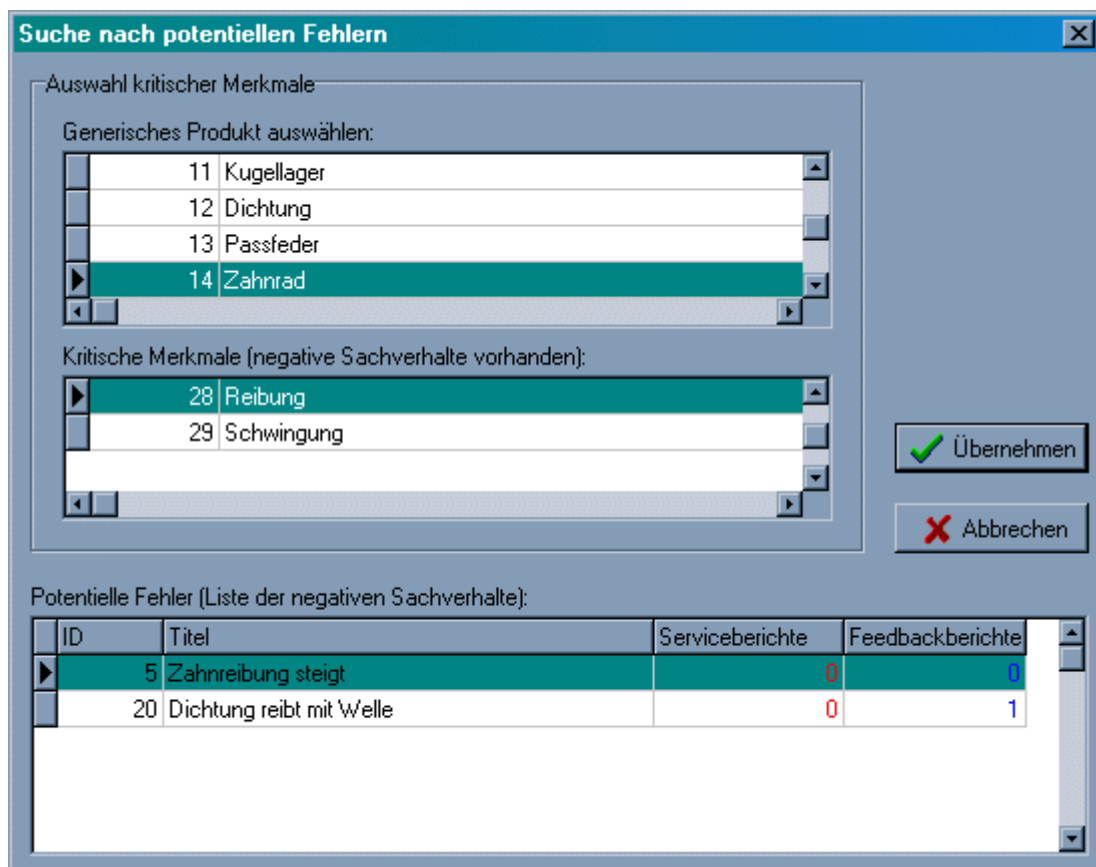 Suche nach potentiellen Fehlern
Auswahl kritischer Merkmale
Generisches Produkt auswählen:
11 Kugellager
12 Dichtung
13 Passfeder
14 Zahnrad
Kritische Merkmale (negative Sachverhalte vorhanden):
28 Reibung
29 Schwingung
Übernehmen
Abbrechen
Potentielle Fehler (Liste der negativen Sachverhalte):
ID Titel Serviceberichte Feedbackberichte
5 Zahnreibung steigt 0 0
20 Dichtung reibt mit Welle 0 1